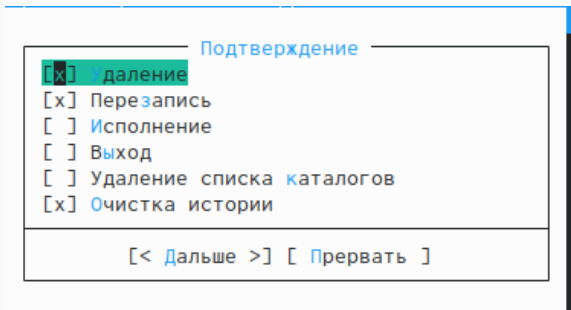 Подтверждение
[x] Удаление
[x] Перезапись
[ ] Исполнение
[ ] Выход
[ ] Удаление списка каталогов
[x] Очистка истории
[< Дальше >] [ Прервать ]